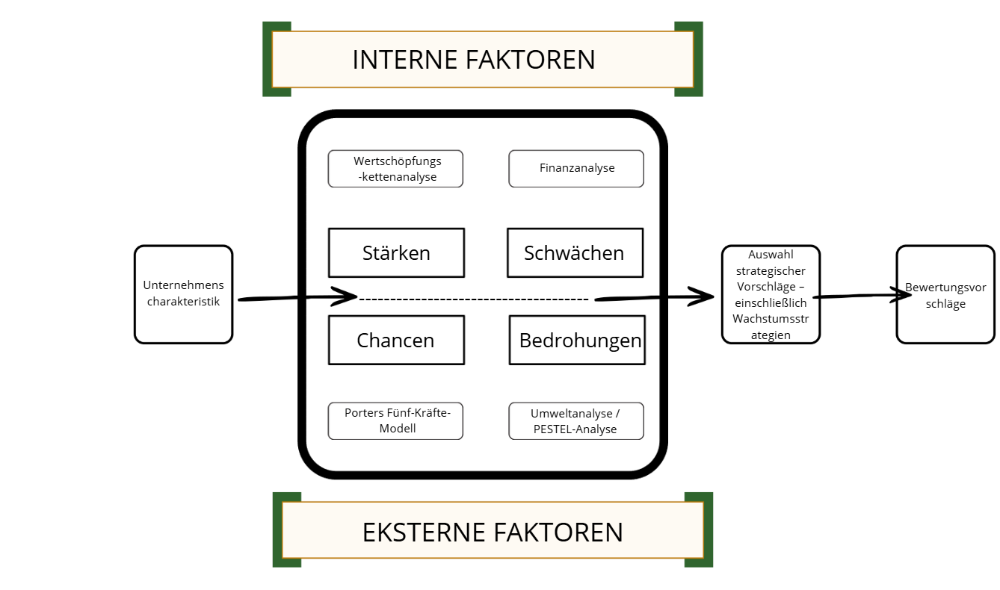 INTERNE FAKTOREN
Wertschöpfungs
-kettenanalyse
Finanzanalyse
Stärken
Schwächen
Unternehmens
charakteristik
Auswahl
strategischer
Vorschläge –
einschließlich
Wachstumsstr
ategien
Bewertungsvor
schläge
Chancen
Bedrohungen
Porters Fünf-Kräfte-
Modell
Umweltanalyse /
PESTEL-Analyse
EKSTERNE FAKTOREN